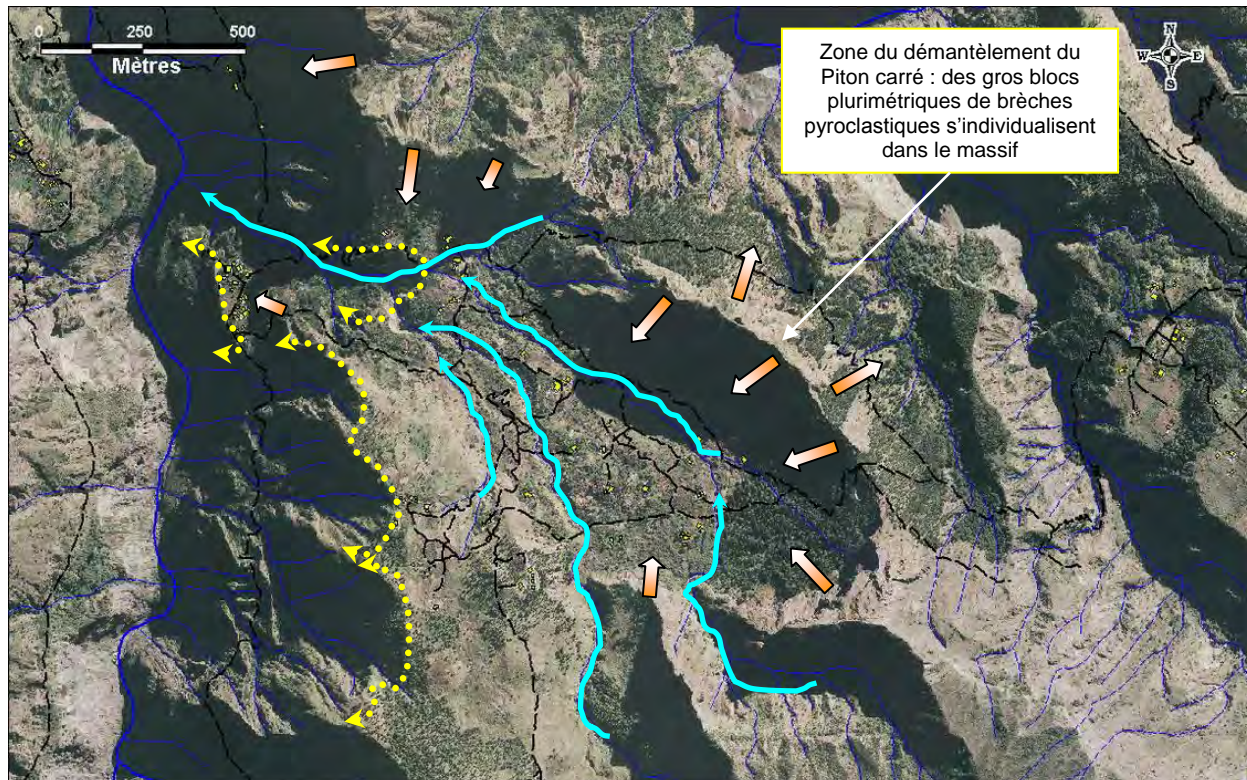 0 250 500
Mètres
Zone du démantèlement du
Piton carré : des gros blocs
plurimétriques de brèches
pyroclastiques s’individualisent
dans le massif
N
W E
S